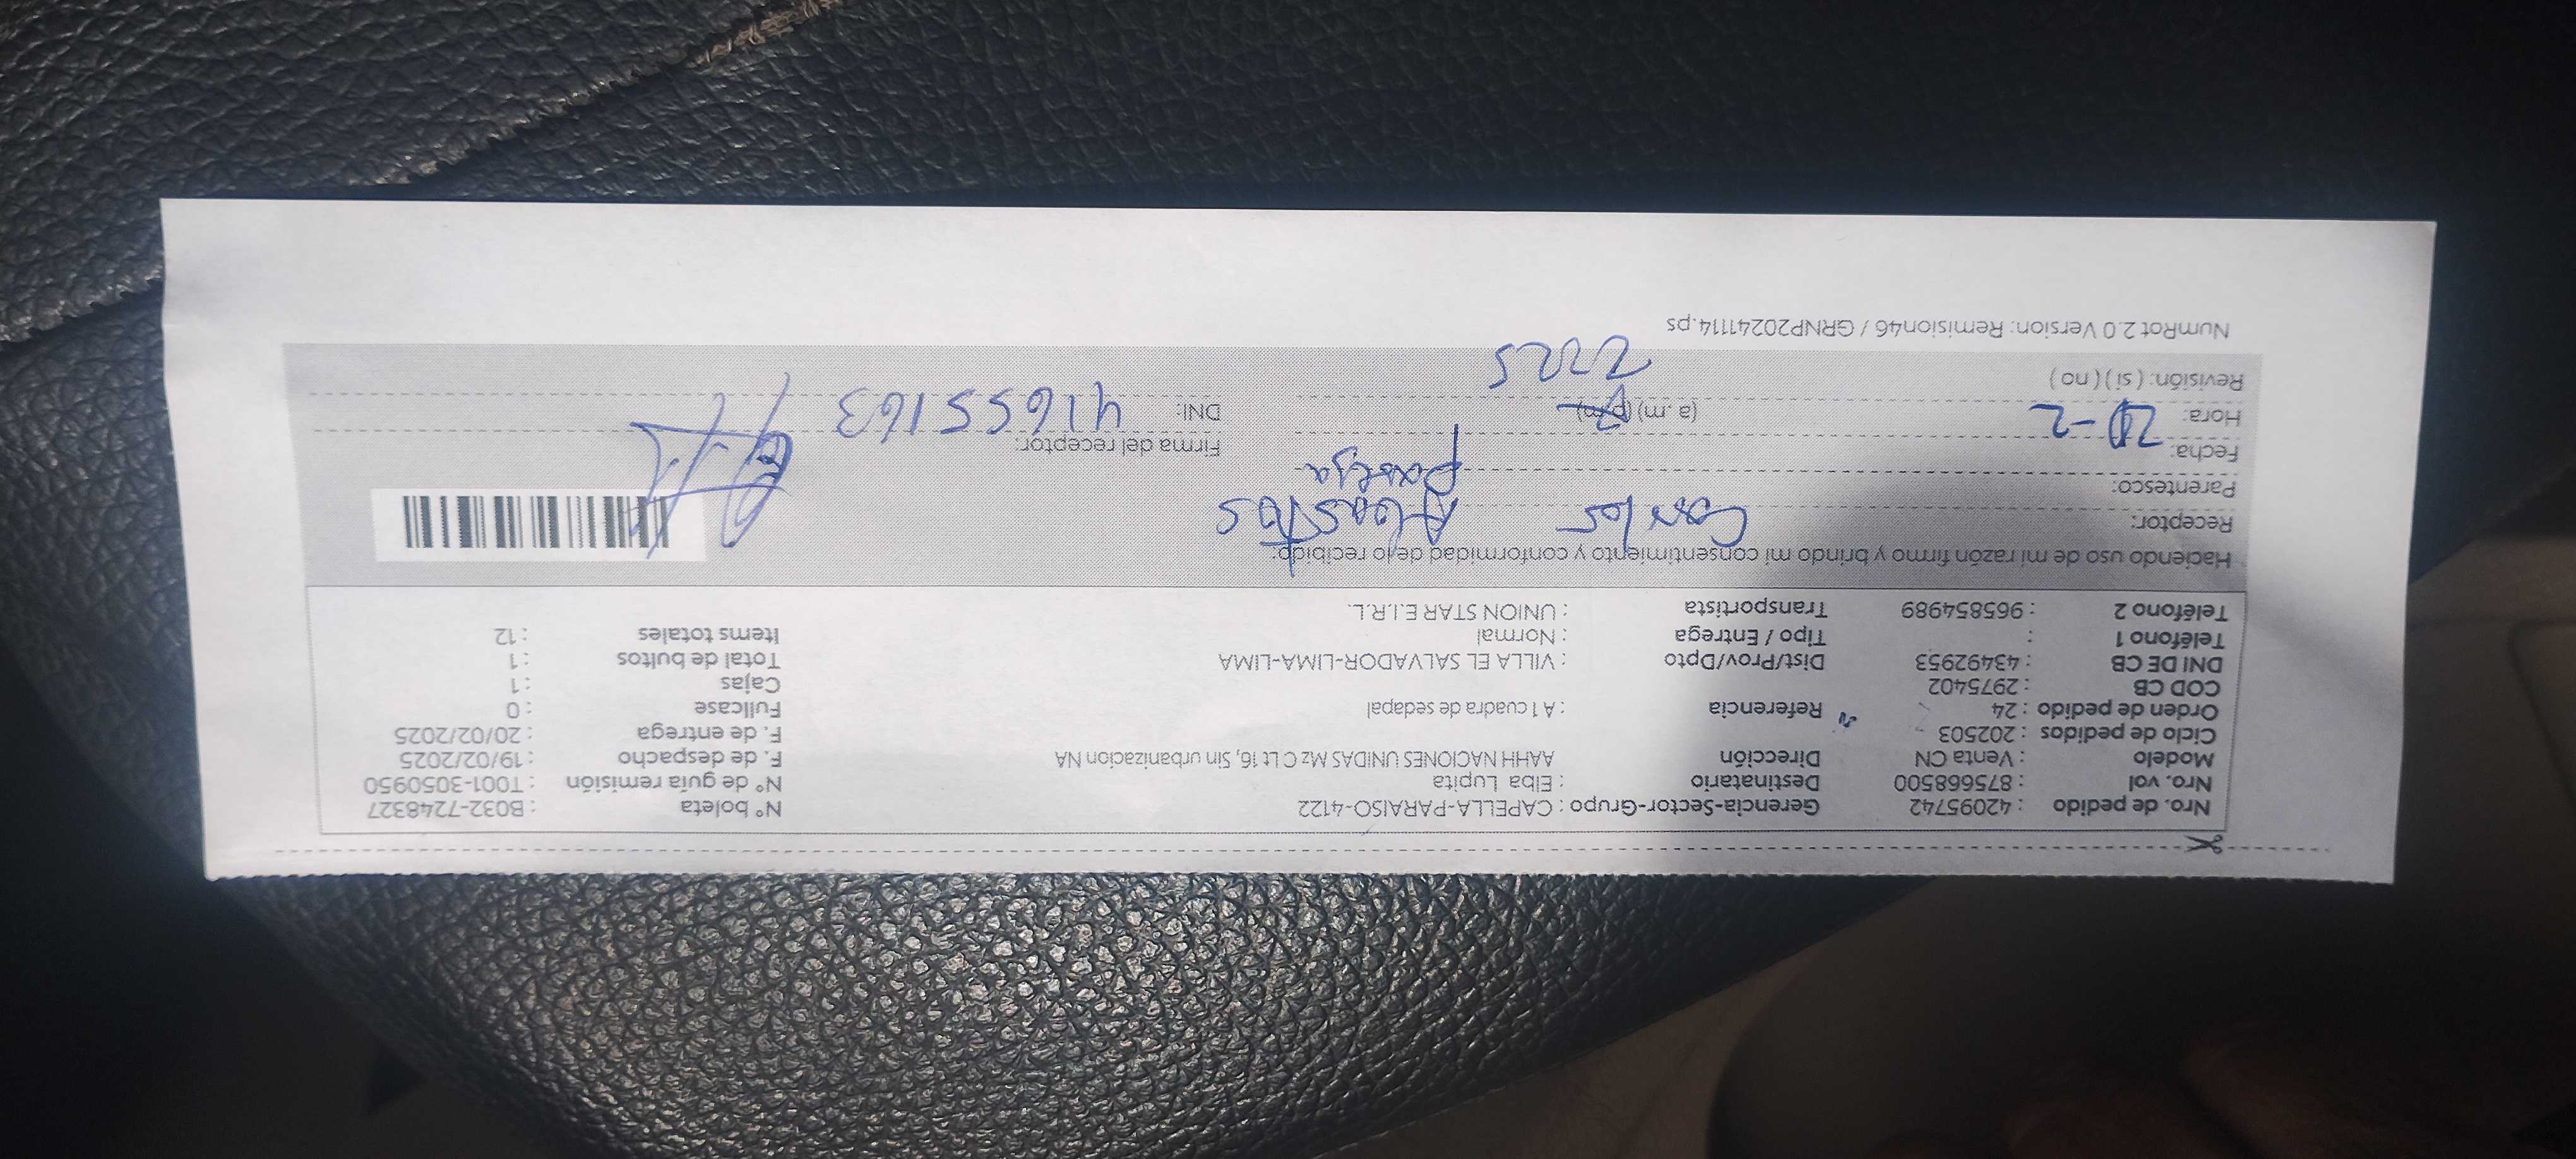 Nro. de pedido : 42095742 Gerencia-Sector-Grupo : CAPELLA-PARAISO-4122 N° boleta : B032-7248327
Nro. vol : 875668500 Destinatario : Elba Lupita N° de guía remisión : T001-3050950
Modelo : Venta CN Dirección AAHH NACIONES UNIDAS Mz C Lt 16, Sin urbanizacion NA F. de despacho : 19/02/2025
Ciclo de pedidos : 202503 F. de entrega : 20/02/2025
Orden de pedido : 24 Referencia : A 1 cuadra de sedapal Fullcase : 0
COD CB : 2975402 Cajas : 1
DNI DE CB : 43492953 Dist/Prov/Dpto : VILLA EL SALVADOR-LIMA-LIMA Total de bultos : 1
Teléfono 1 : Tipo / Entrega : Normal Items totales : 12
Teléfono 2 : 965854989 Transportista : UNION STAR E.I.R.L.
Haciendo uso de mi razón firmo y brindo mi consentimiento y conformidad de lo recibido:
Receptor: Carlos
Parentesco: pareja
Fecha: 20-2 Firma del receptor:
Hora: (a. m) (p. m) DNI: 41655163
Revisión: ( si ) ( no )
NumRot 2.0 Version: Remision46 / GRNP20241114.ps